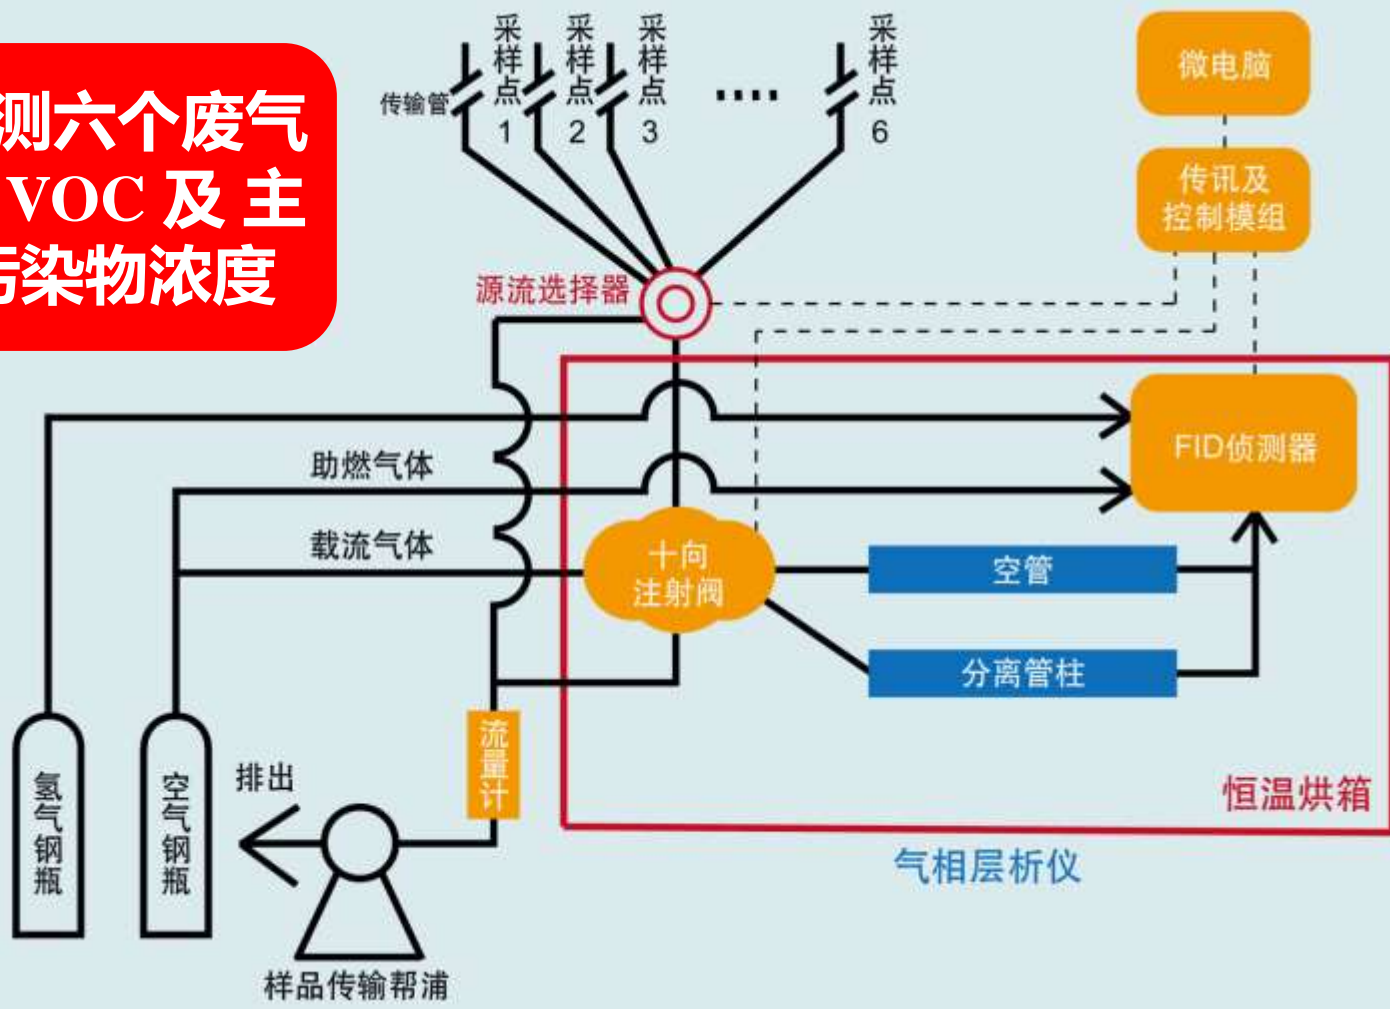 测六个废气
VOC 及 主
污染物浓度
传输管
采样点
1
采样点
2
采样点
3
....
采样点
6
微电脑
传讯及
控制模组
源流选择器
FID侦测器
助燃气体
载流气体
十向
注射阀
空管
分离管柱
流量计
氢气钢瓶
空气钢瓶
排出
恒温烘箱
气相层析仪
样品传输帮浦